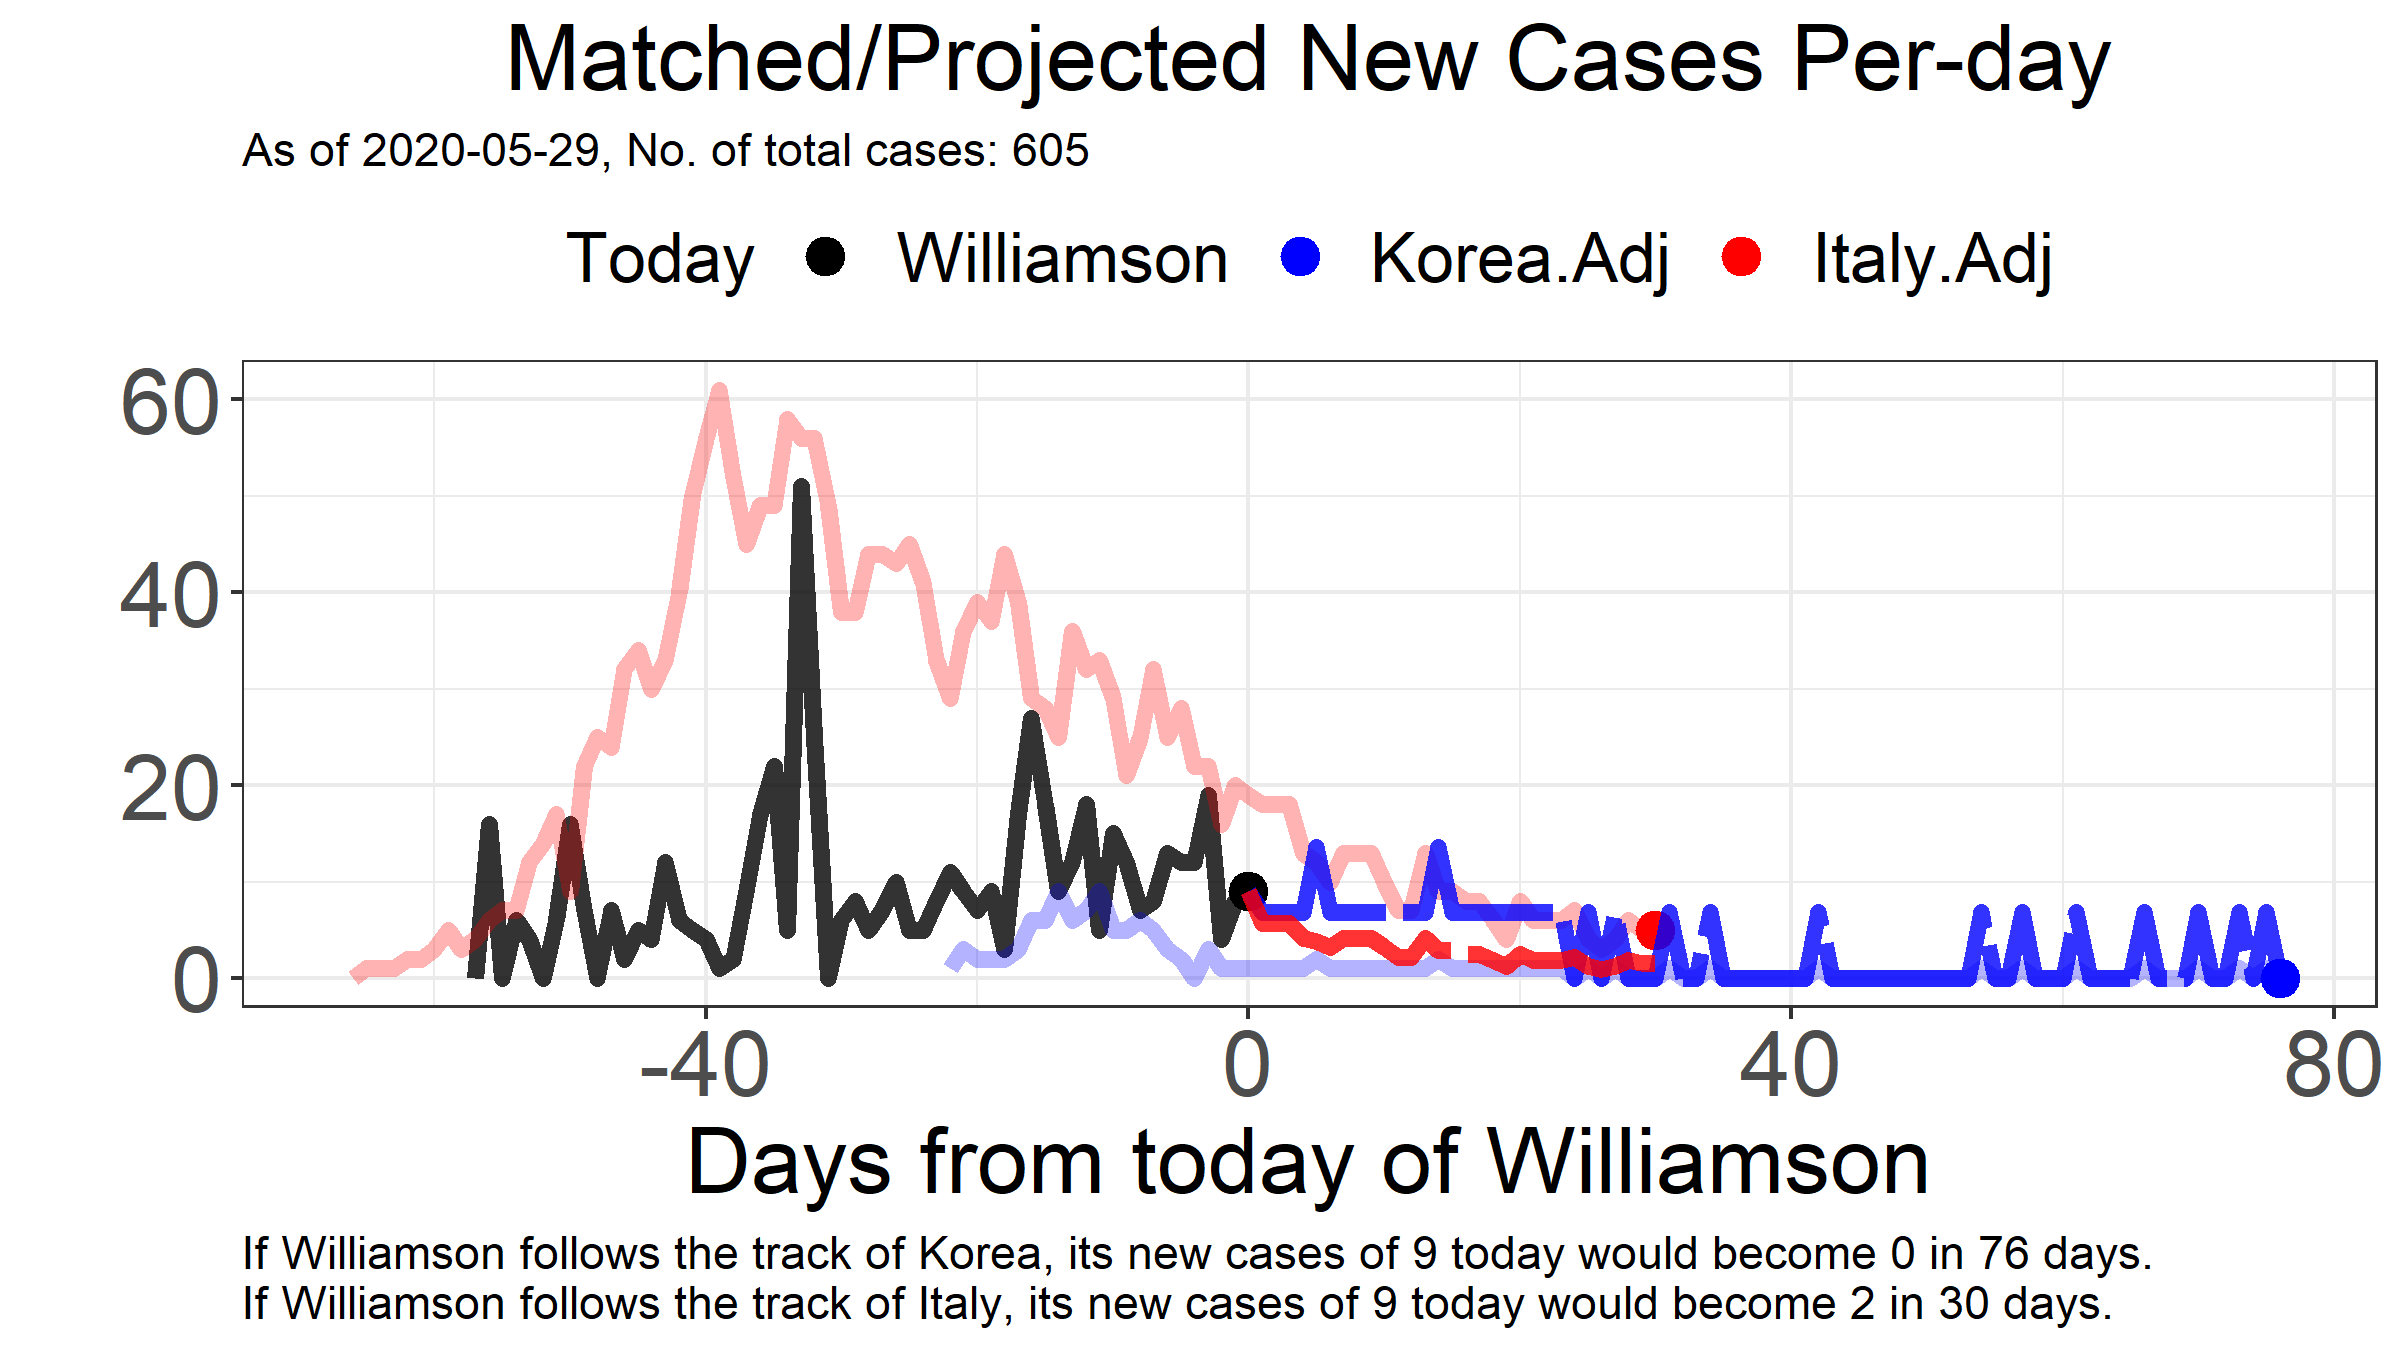 Matched/Projected New Cases Per-day
As of 2020-05-29, No. of total cases: 605
Today Williamson Korea.Adj Italy.Adj
60
40
20
0
-40 0 40 80
Days from today of Williamson
If Williamson follows the track of Korea, its new cases of 9 today would become 0 in 76 days.
If Williamson follows the track of Italy, its new cases of 9 today would become 2 in 30 days.